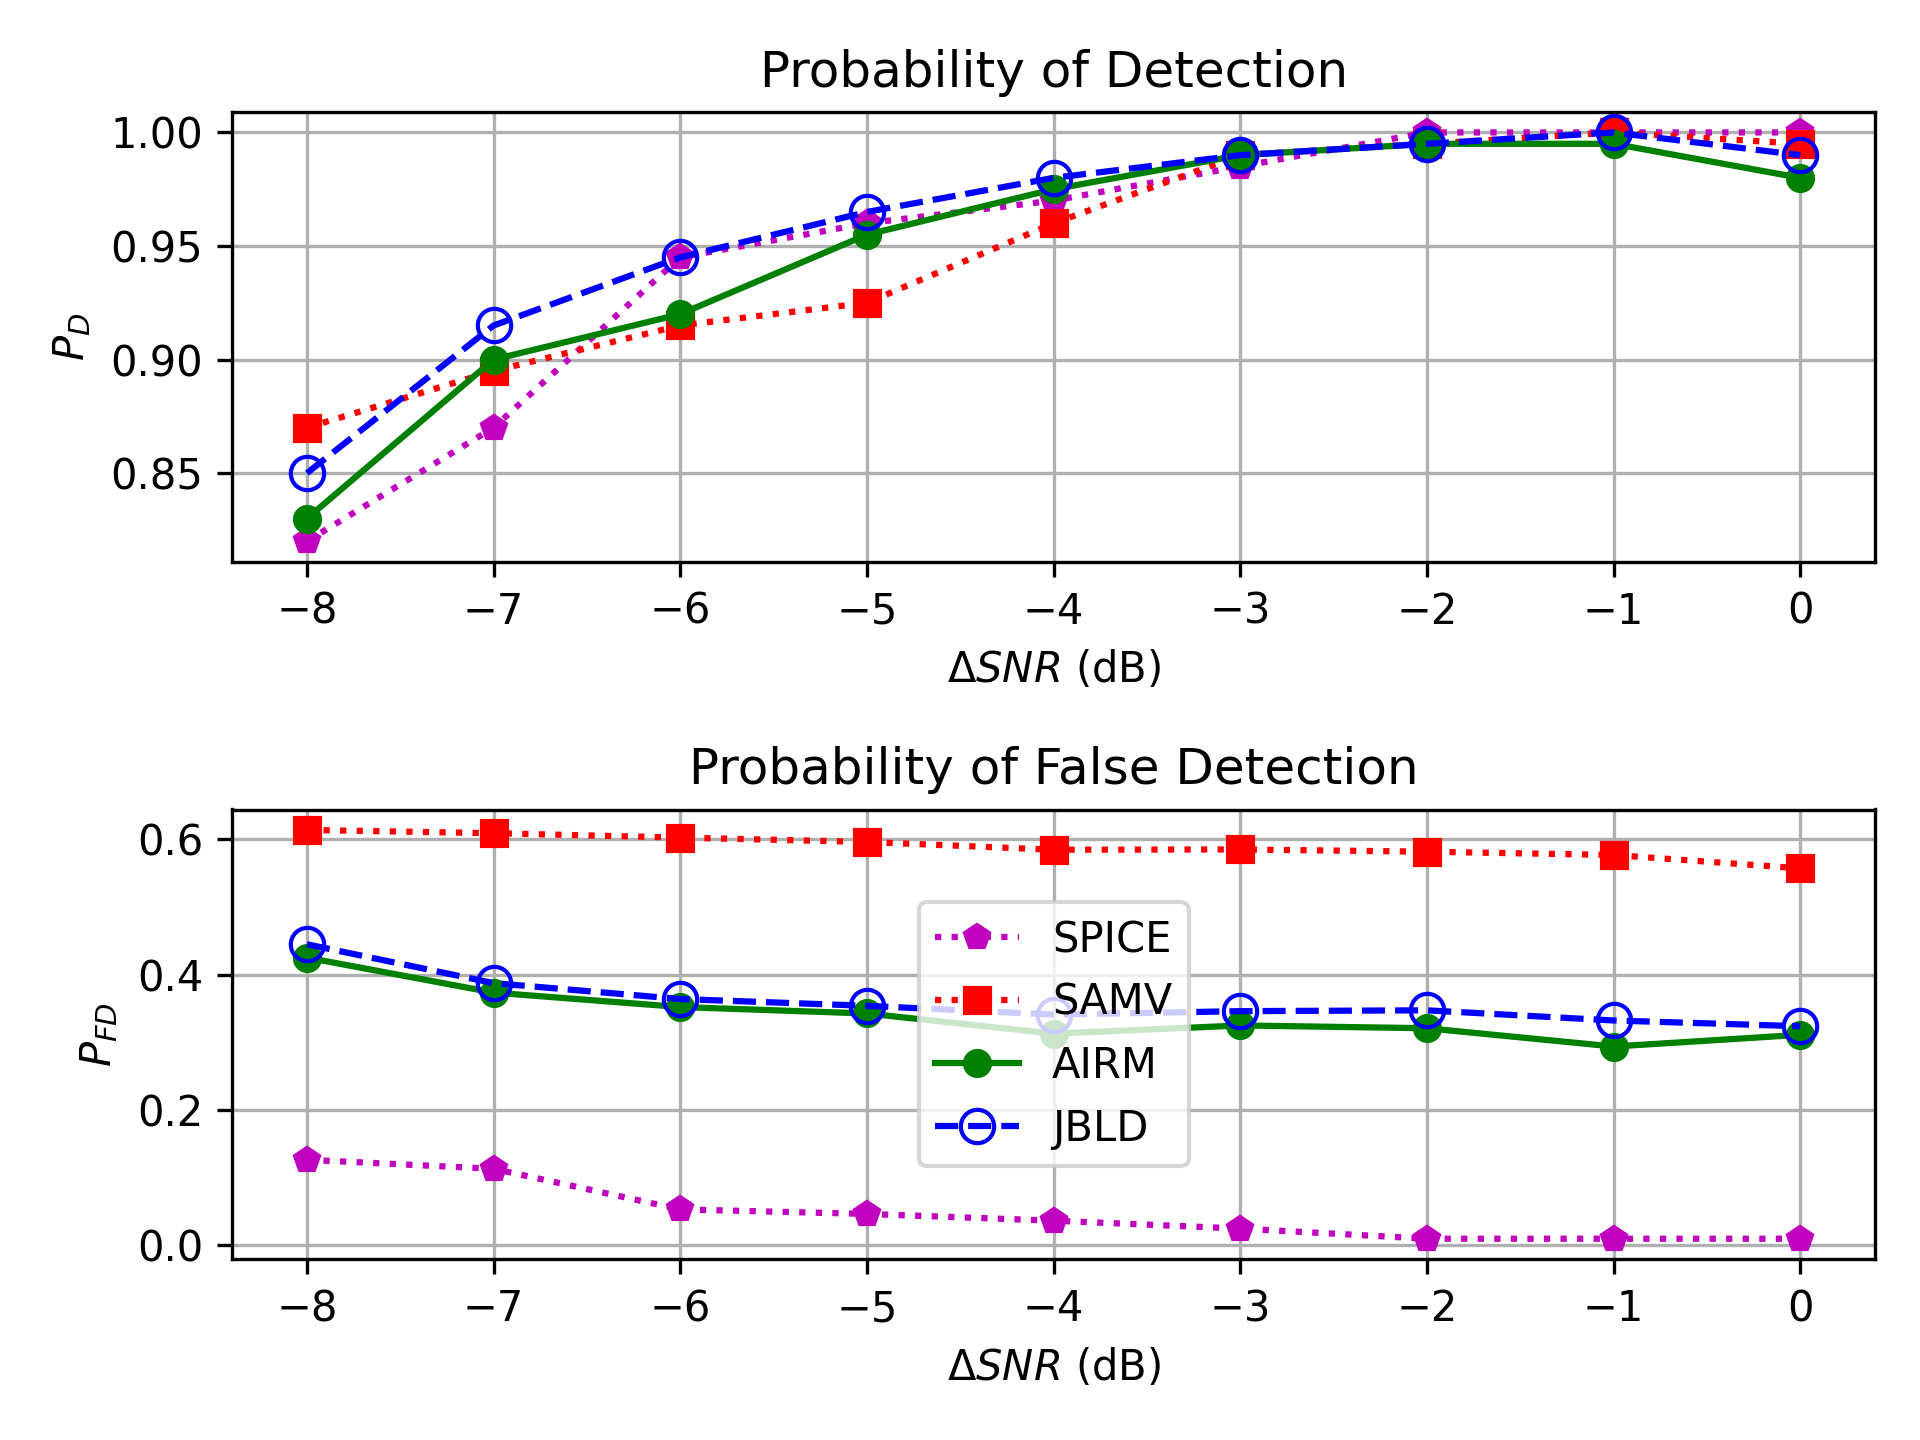 Probability of Detection
1.00
0.95
0.90
0.85
P_D
−8 −7 −6 −5 −4 −3 −2 −1 0
ΔSNR (dB)
Probability of False Detection
0.6
0.4
0.2
0.0
P_FD
SPICE
SAMV
AIRM
JBLD
−8 −7 −6 −5 −4 −3 −2 −1 0
ΔSNR (dB)